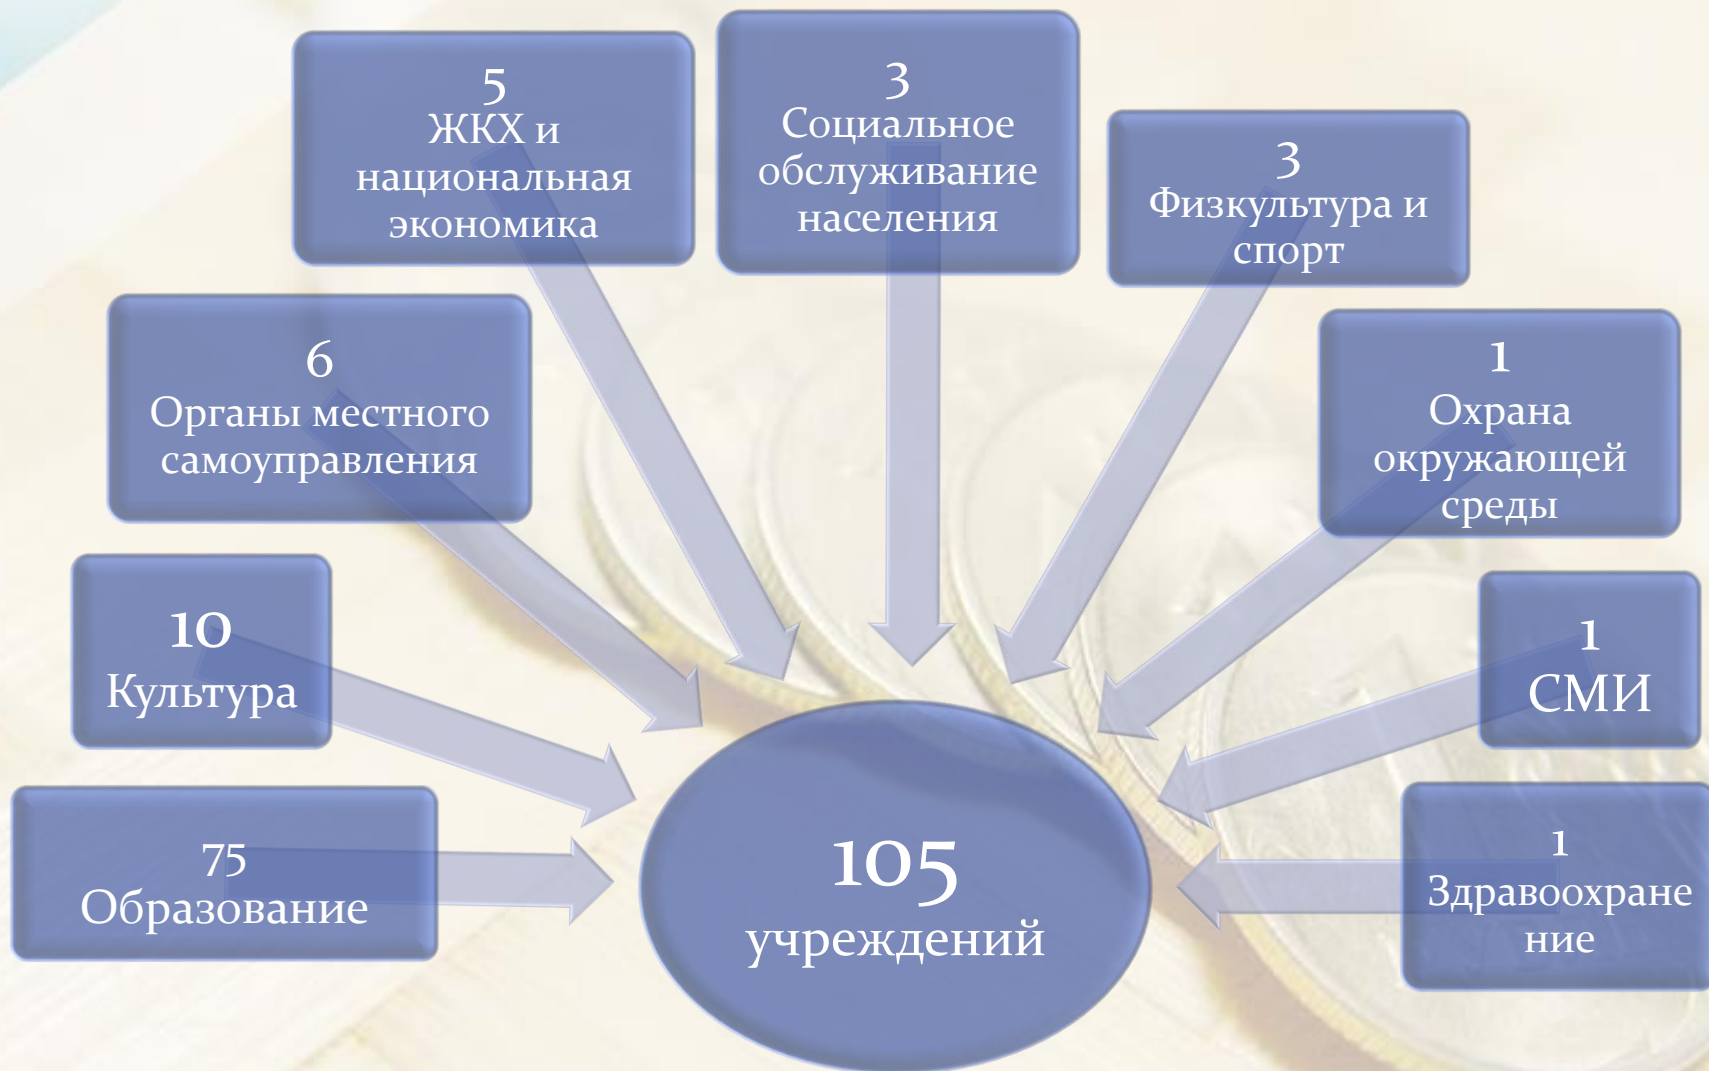 5
ЖКХ и
национальная
экономика
3
Социальное
обслуживание
населения
3
Физкультура и
спорт
6
Органы местного
самоуправления
1
Охрана
окружающей
среды
10
Культура
1
СМИ
75
Образование
105
учреждений
1
Здравоохране
ние